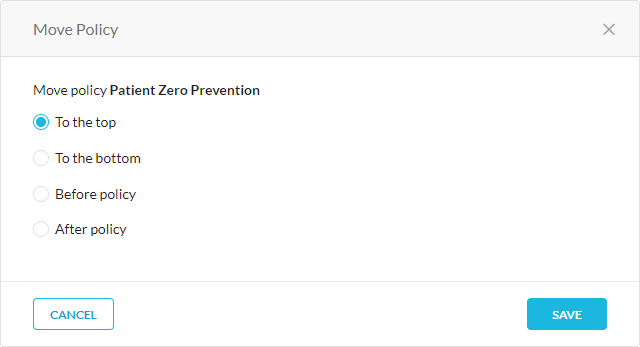 Move Policy
Move policy Patient Zero Prevention
To the top
To the bottom
Before policy
After policy
CANCEL
SAVE